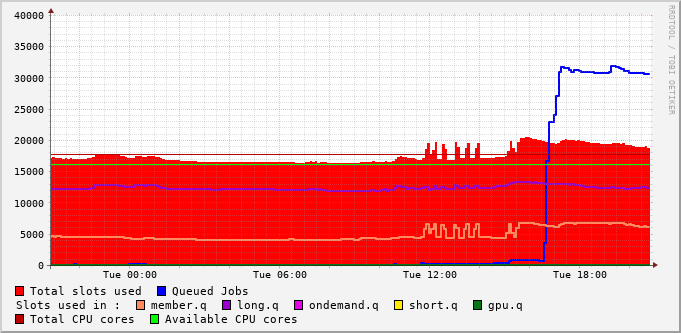 40000
35000
30000
25000
20000
15000
10000
5000
0
Tue 00:00 Tue 06:00 Tue 12:00 Tue 18:00
RRDTOOL / TOBI OETIKER
Total slots used Queued Jobs
Slots used in : member.q long.q ondemand.q short.q gpu.q
Total CPU cores Available CPU cores